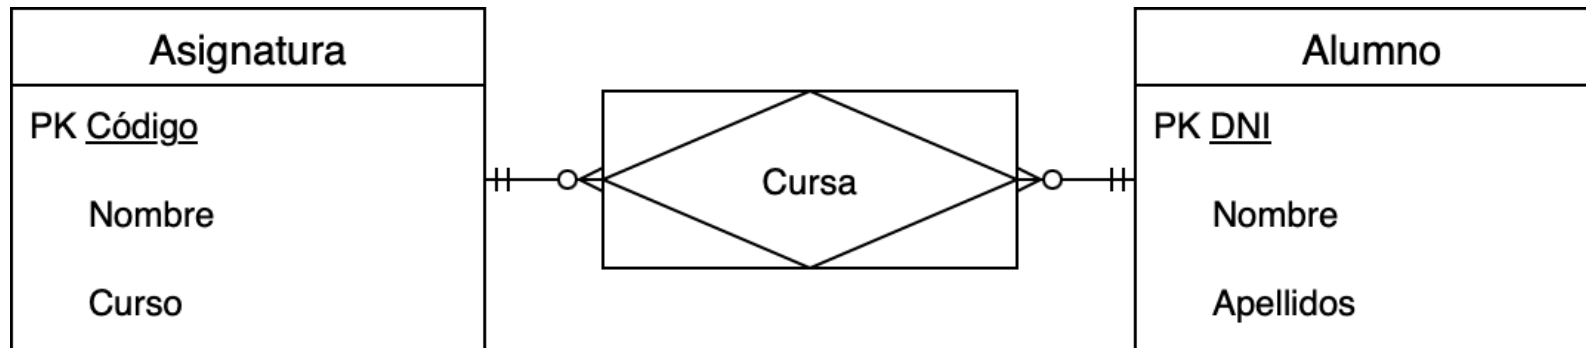 Asignatura
PK Código
Nombre
Curso
Cursa
Alumno
PK DNI
Nombre
Apellidos